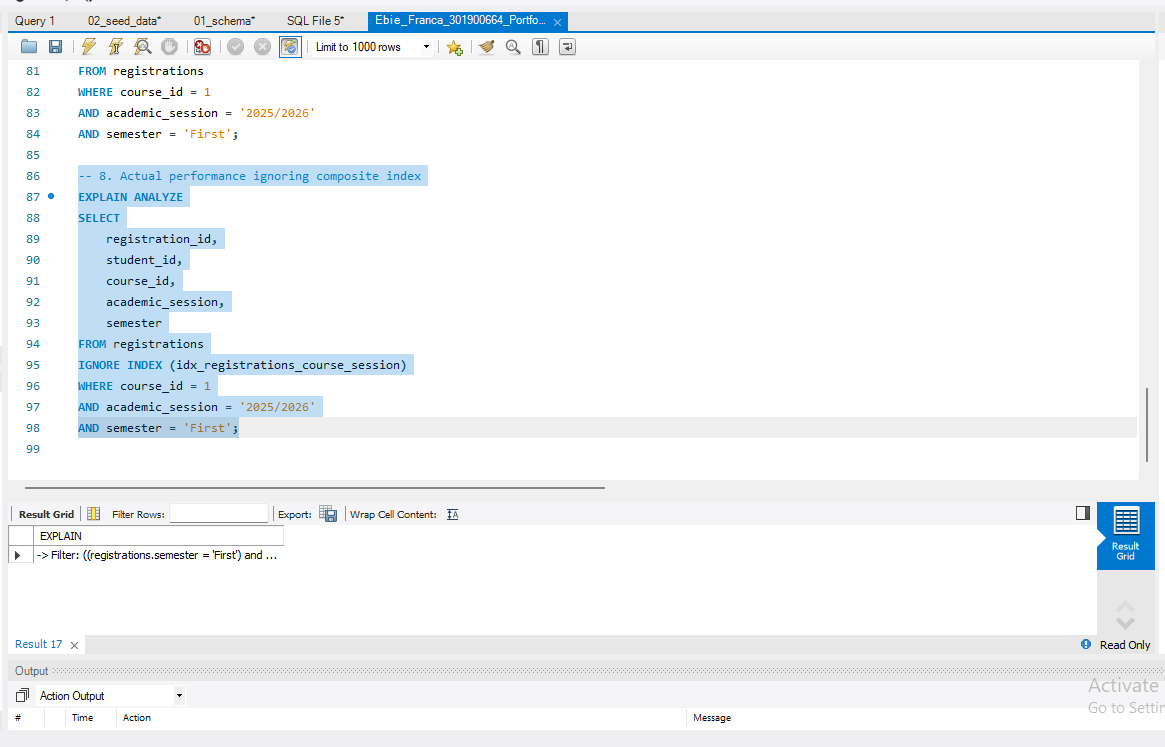 Query 1 02_seed_data* 01_schema* SQL File 5* Ebie_Franca_301900664_Portfo...
Limit to 1000 rows
81 FROM registrations
82 WHERE course_id = 1
83 AND academic_session = '2025/2026'
84 AND semester = 'First';
85
86 -- 8. Actual performance ignoring composite index
87 EXPLAIN ANALYZE
88 SELECT
89 registration_id,
90 student_id,
91 course_id,
92 academic_session,
93 semester
94 FROM registrations
95 IGNORE INDEX (idx_registrations_course_session)
96 WHERE course_id = 1
97 AND academic_session = '2025/2026'
98 AND semester = 'First';
99
Result Grid Filter Rows: Export: Wrap Cell Content:
EXPLAIN
-> Filter: ((registrations.semester = 'First') and ...
Result
Grid
Result 17 Read Only
Output
Activate
Action Output
Go to Settin
# Time Action Message